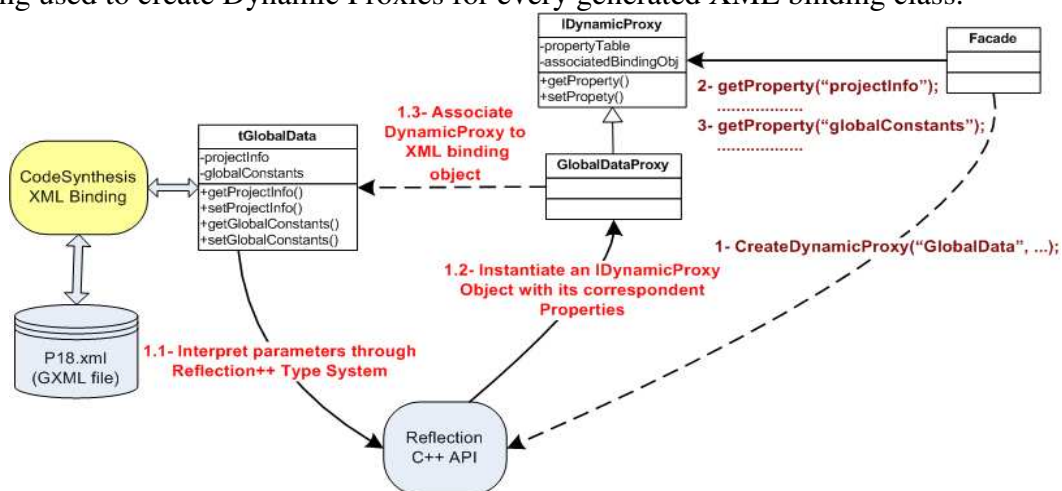 ng used to create Dynamic Proxies for every generated XML binding class.
IDynamicProxy
-propertyTable
-associatedBindingObj
+getProperty()
+setPropety()
Facade
2- getProperty("projectInfo");
..................
3- getProperty("globalConstants");
..................
1.3- Associate
DynamicProxy to
XML binding
object
tGlobalData
-projectInfo
-globalConstants
+getProjectInfo()
+setProjectInfo()
+getGlobalConstants()
+setGlobalConstants()
GlobalDataProxy
CodeSynthesis
XML Binding
1- CreateDynamicProxy("GlobalData", ...);
1.2- Instantiate an IDynamicProxy
Object with its correspondent
Properties
1.1- Interpret parameters through
Reflection++ Type System
P18.xml
(GXML file)
Reflection
C++ API